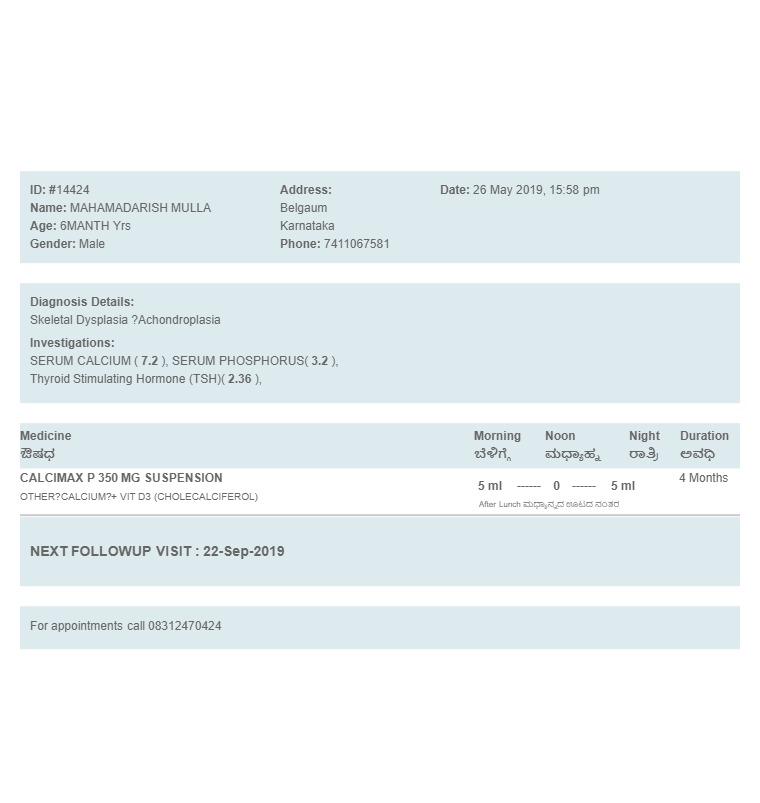 ID: #14424
Name: MAHAMADARISH MULLA
Age: 6MANTH Yrs
Gender: Male
Address:
Belgaum
Karnataka
Phone: 7411067581
Date: 26 May 2019, 15:58 pm
Diagnosis Details:
Skeletal Dysplasia ?Achondroplasia
Investigations:
SERUM CALCIUM ( 7.2 ), SERUM PHOSPHORUS( 3.2 ),
Thyroid Stimulating Hormone (TSH)( 2.36 ),
Medicine Morning Noon Night Duration
ಔಷಧ ಬೆಳಿಗ್ಗೆ ಮಧ್ಯಾಹ್ನ ರಾತ್ರಿ ಅವಧಿ
CALCIMAX P 350 MG SUSPENSION 4 Months
5 ml ------ 0 ------ 5 ml
OTHER?CALCIUM?+ VIT D3 (CHOLECALCIFEROL)
After Lunch ಮಧ್ಯಾನ್ಹದ ಊಟದ ನಂತರ
NEXT FOLLOWUP VISIT : 22-Sep-2019
For appointments call 08312470424